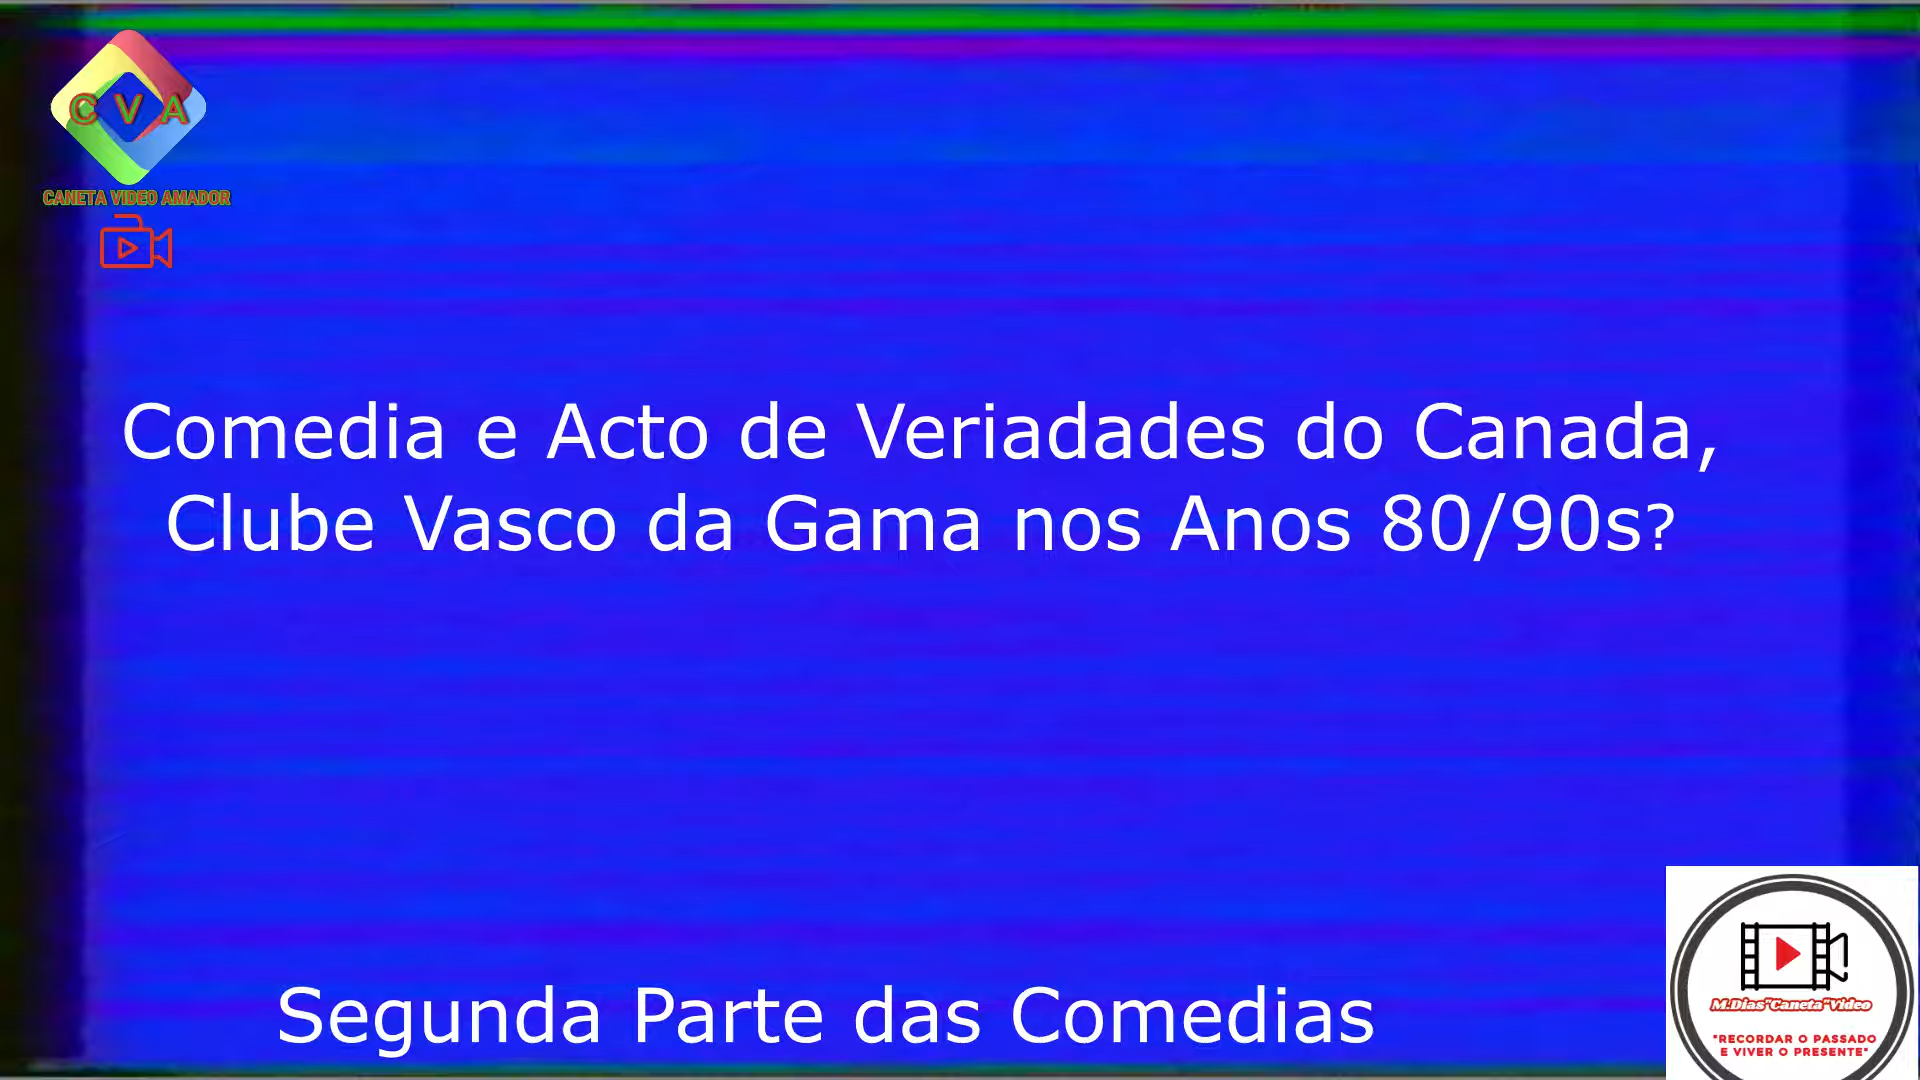 C V A
CANETA VIDEO AMADOR
Comedia e Acto de Veriadades do Canada,
Clube Vasco da Gama nos Anos 80/90s?
Segunda Parte das Comedias
M.Dias"Caneta"Video
"RECORDAR O PASSADO
E VIVER O PRESENTE"